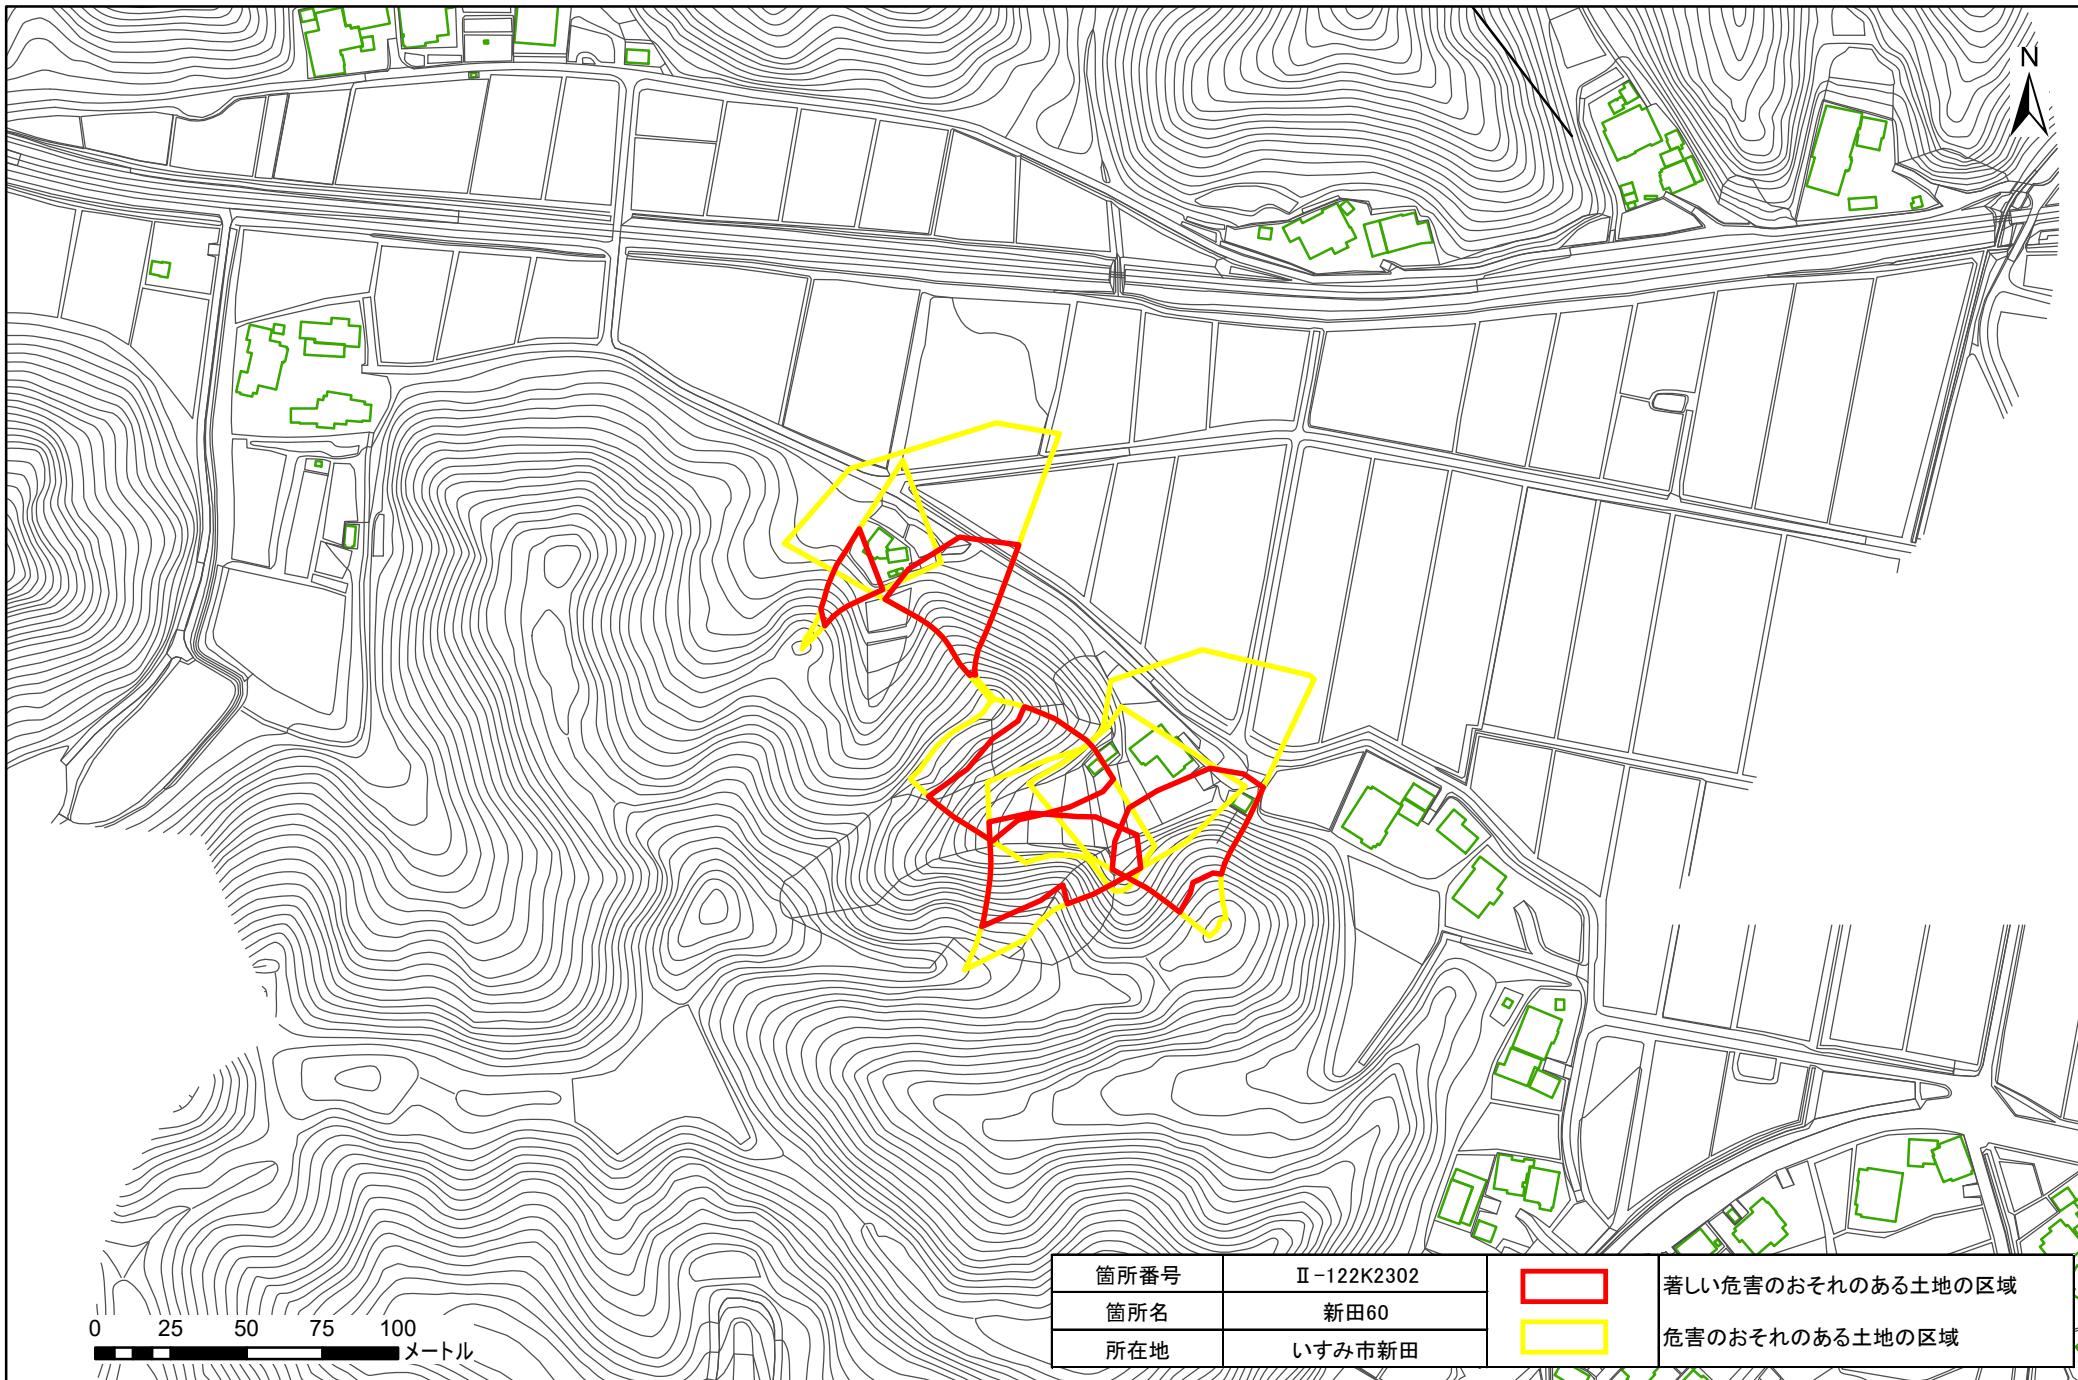 N
箇所番号 Ⅱ-122K2302
箇所名 新田60
所在地 いすみ市新田
著しい危害のおそれのある土地の区域
危害のおそれのある土地の区域
0 25 50 75 100
メートル